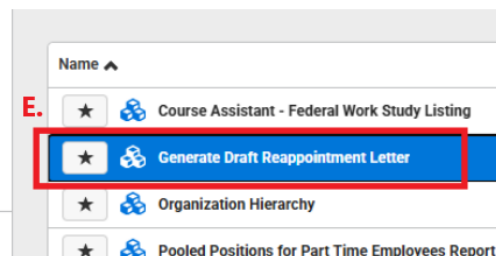 Name
E.
Course Assistant - Federal Work Study Listing
Generate Draft Reappointment Letter
Organization Hierarchy
Pooled Positions for Part Time Employees Report